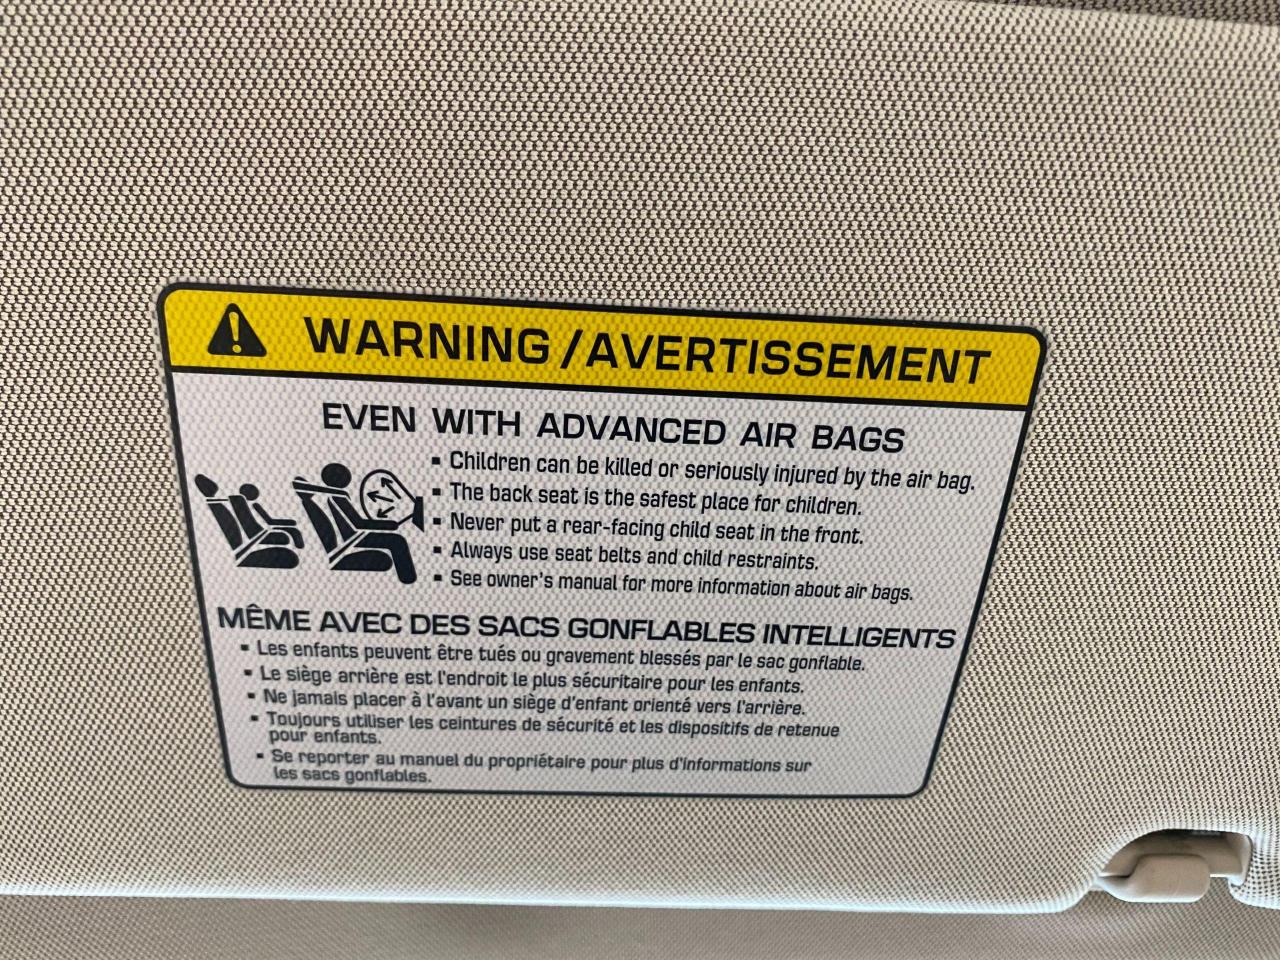 WARNING/AVERTISSEMENT
EVEN WITH ADVANCED AIR BAGS
▪ Children can be killed or seriously injured by the air bag.
▪ The back seat is the safest place for children.
▪ Never put a rear-facing child seat in the front.
▪ Always use seat belts and child restraints.
▪ See owner's manual for more information about air bags.
MÊME AVEC DES SACS GONFLABLES INTELLIGENTS
▪ Les enfants peuvent être tués ou gravement blessés par le sac gonflable.
▪ Le siège arrière est l'endroit le plus sécuritaire pour les enfants.
▪ Ne jamais placer à l'avant un siège d'enfant orienté vers l'arrière.
▪ Toujours utiliser les ceintures de sécurité et les dispositifs de retenue
pour enfants.
▪ Se reporter au manuel du propriétaire pour plus d'informations sur
les sacs gonflables.